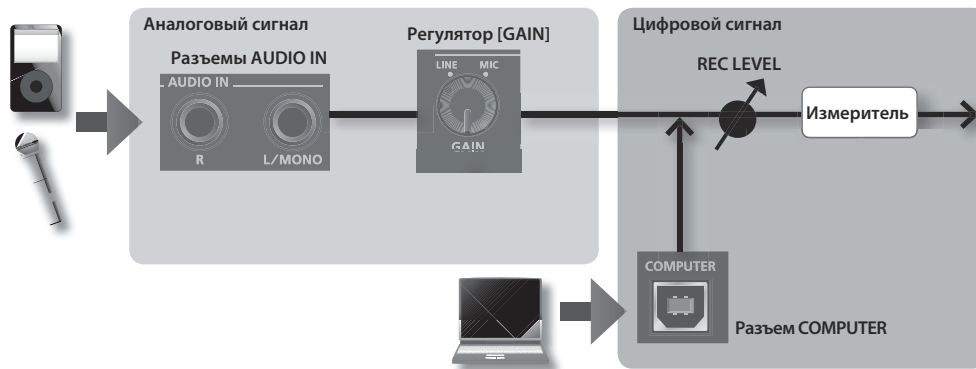 Аналоговый сигнал
Разъемы AUDIO IN
AUDIO IN
R
L/MONO
Регулятор [GAIN]
LINE
MIC
GAIN
Цифровой сигнал
REC LEVEL
Измеритель
COMPUTER
Разъем COMPUTER